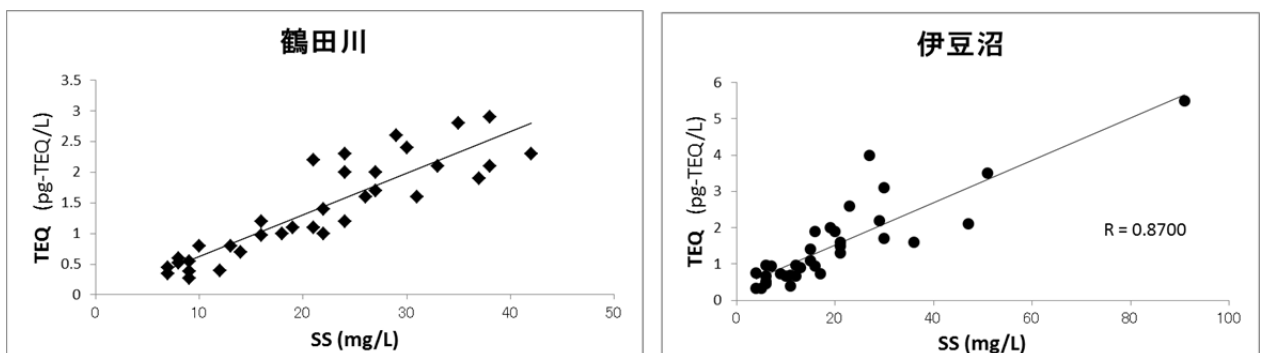 鶴田川
3.5
3
2.5
2
1.5
1
0.5
0
TEQ (pg-TEQ/L)
0 10 20 30 40 50
SS (mg/L)
伊豆沼
6
5
4
3
2
1
0
TEQ (pg-TEQ/L)
R = 0.8700
0 20 40 60 80 100
SS (mg/L)